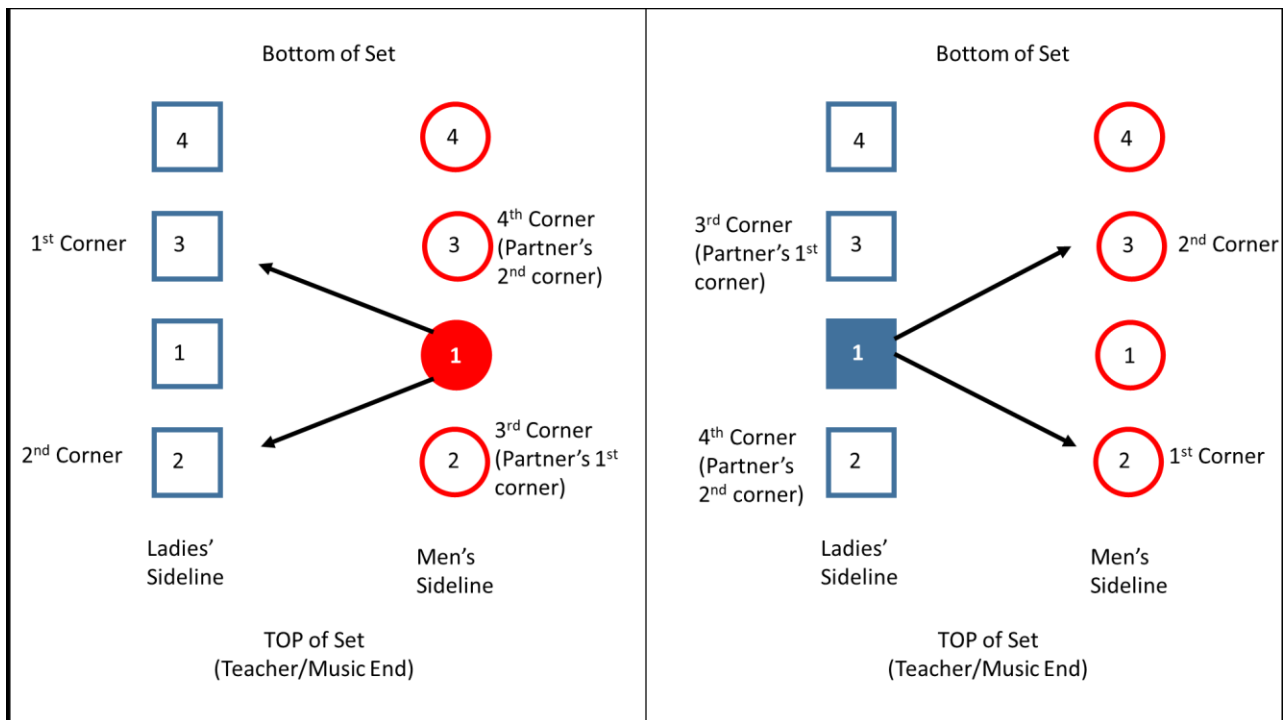 Bottom of Set
4
4
1st Corner
3
3
4th Corner
(Partner's
2nd corner)
1
1
2nd Corner
2
2
3rd Corner
(Partner's 1st
corner)
Ladies'
Sideline
Men's
Sideline
TOP of Set
(Teacher/Music End)
Bottom of Set
4
4
3rd Corner
(Partner's 1st
corner)
3
3
2nd Corner
1
1
4th Corner
(Partner's
2nd corner)
2
2
1st Corner
Ladies'
Sideline
Men's
Sideline
TOP of Set
(Teacher/Music End)